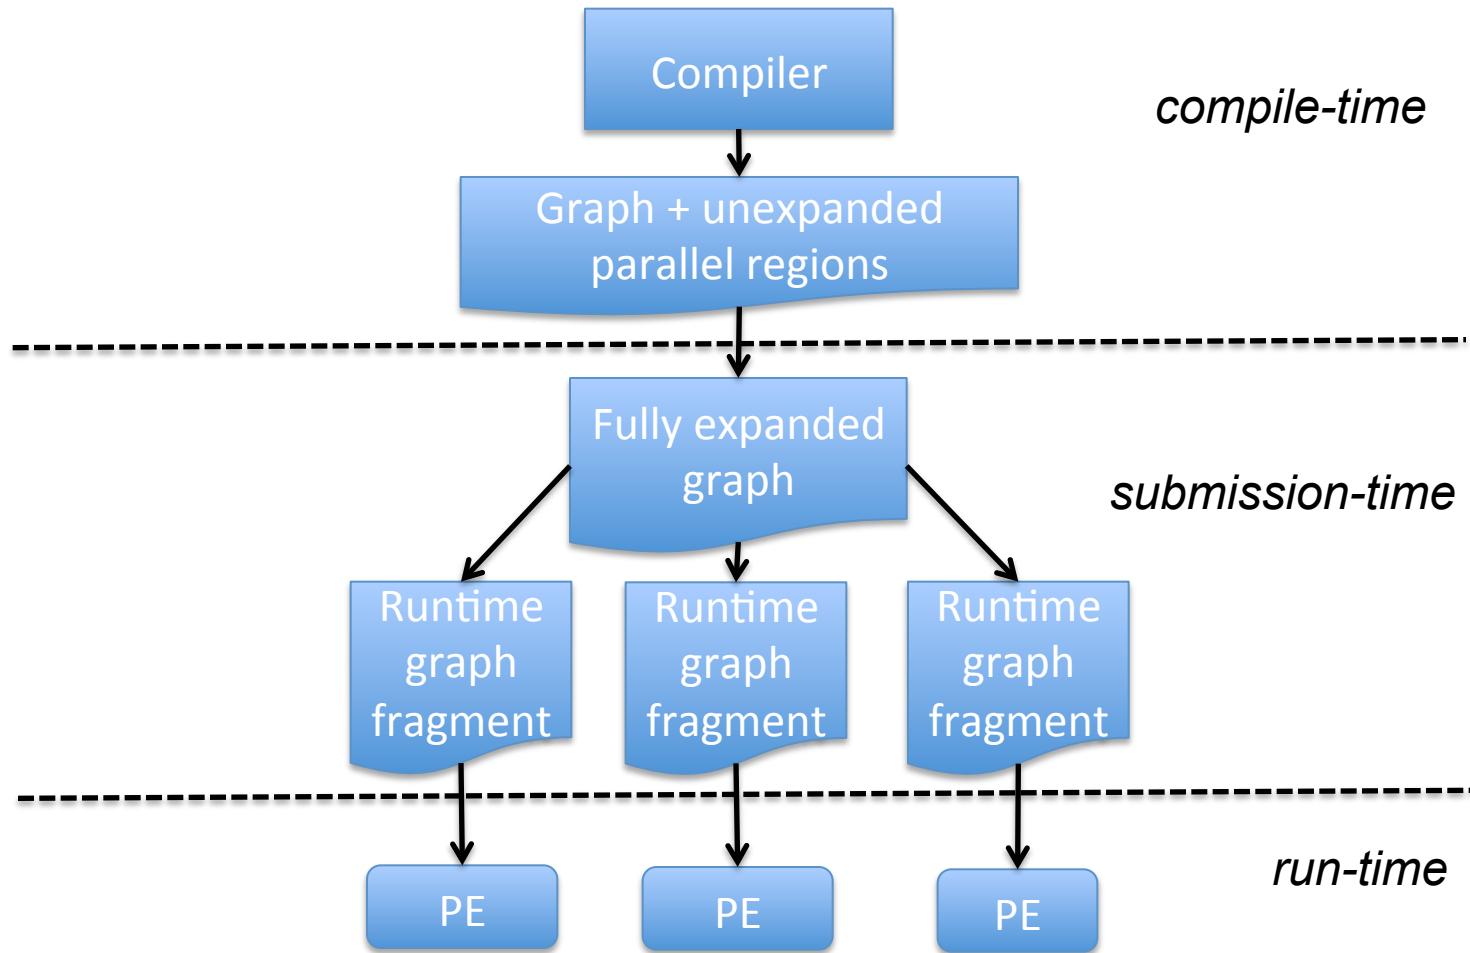 Compiler
compile-time
Graph + unexpanded
parallel regions
Fully expanded
graph
submission-time
Runtime
graph
fragment
Runtime
graph
fragment
Runtime
graph
fragment
run-time
PE
PE
PE